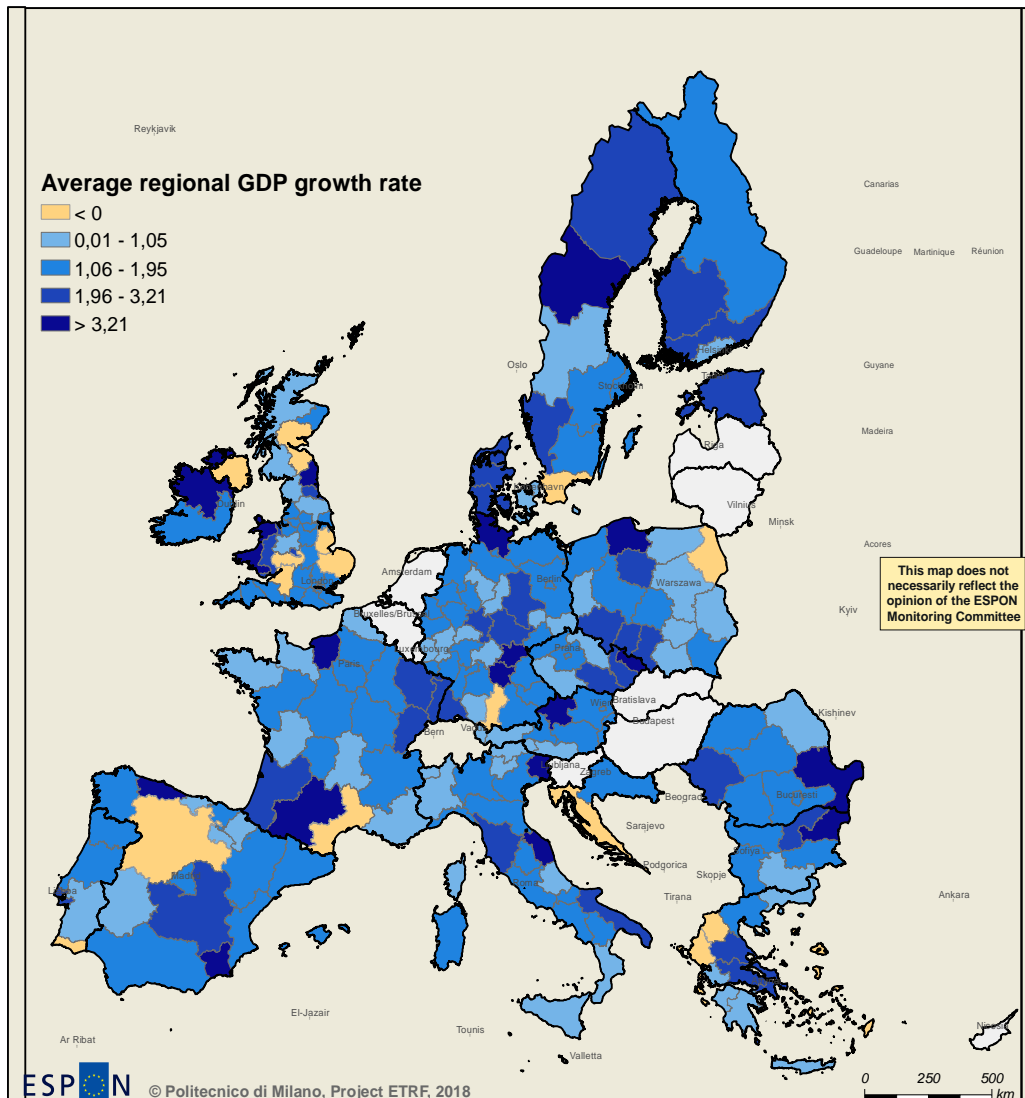 Reykjavik
Canarias
Average regional GDP growth rate
< 0
0,01 - 1,05
1,06 - 1,95
1,96 - 3,21
> 3,21
Guadeloupe Martinique Réunion
Oslo
Helsinki
Guyane
Stockholm
Madeira
Riga
Dublin
København
Vilnius
Minsk
Acores
London
Amsterdam
Berlin
Warszawa
This map does not
necessarily reflect the
opinion of the ESPON
Monitoring Committee
Kyiv
Bruxelles/Brussel
Luxembourg
Praha
Paris
Wien
Bratislava
Budapest
Kishinev
Bern
Vaduz
Ljubljana
Zagreb
Beograd
Bucuresti
Sarajevo
Podgorica
Sofiya
Skopje
Tirana
Ankara
Madrid
Lisboa
Roma
El-Jazair
Tounis
Nicosia
Ar Ribat
Valletta
ESPON
© Politecnico di Milano, Project ETRF, 2018
0 250 500
km